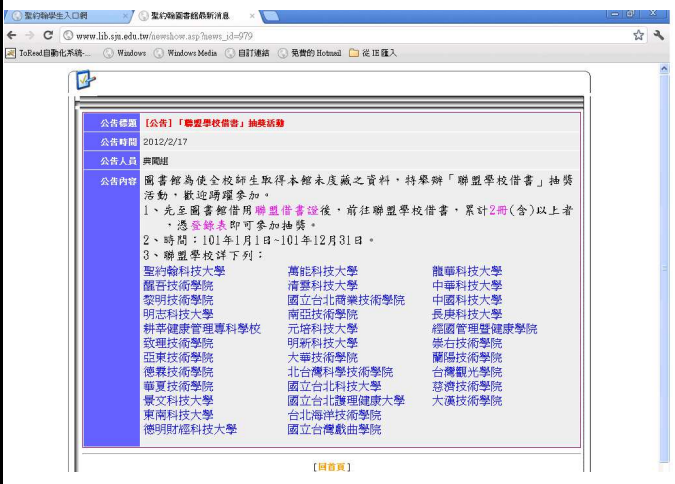 聖約翰學生入口網
聖約翰圖書館最新消息
www.lib.sju.edu.tw/newshow.asp?news_id=979
ToRead自動化系統-... Windows Windows Media 自訂連結 免費的 Hotmail 從 IE 匯入
公告標題 [公告]「聯盟學校借書」抽獎活動
公告時間 2012/2/17
公告人員 典閱組
公告內容 圖書館為使全校師生取得本館未庋藏之資料，特舉辦「聯盟學校借書」抽獎
活動，歡迎踴躍參加。
1、先至圖書館借用聯盟借書證後，前往聯盟學校借書，累計2冊(含)以上者
，憑登錄表即可參加抽獎。
2、時間：101年1月1日~101年12月31日。
3、聯盟學校詳下列：
聖約翰科技大學 萬能科技大學 龍華科技大學
醒吾技術學院 清雲科技大學 中華科技大學
黎明技術學院 國立台北商業技術學院 中國科技大學
明志科技大學 南亞技術學院 長庚科技大學
耕莘健康管理專科學校 元培科技大學 經國管理暨健康學院
致理技術學院 明新科技大學 崇右技術學院
亞東技術學院 大華技術學院 蘭陽技術學院
德霖技術學院 北台灣科學技術學院 台灣觀光學院
華夏技術學院 國立台北科技大學 慈濟技術學院
景文科技大學 國立台北護理健康大學 大漢技術學院
東南科技大學 台北海洋技術學院
德明財經科技大學 國立台灣戲曲學院
[回首頁]